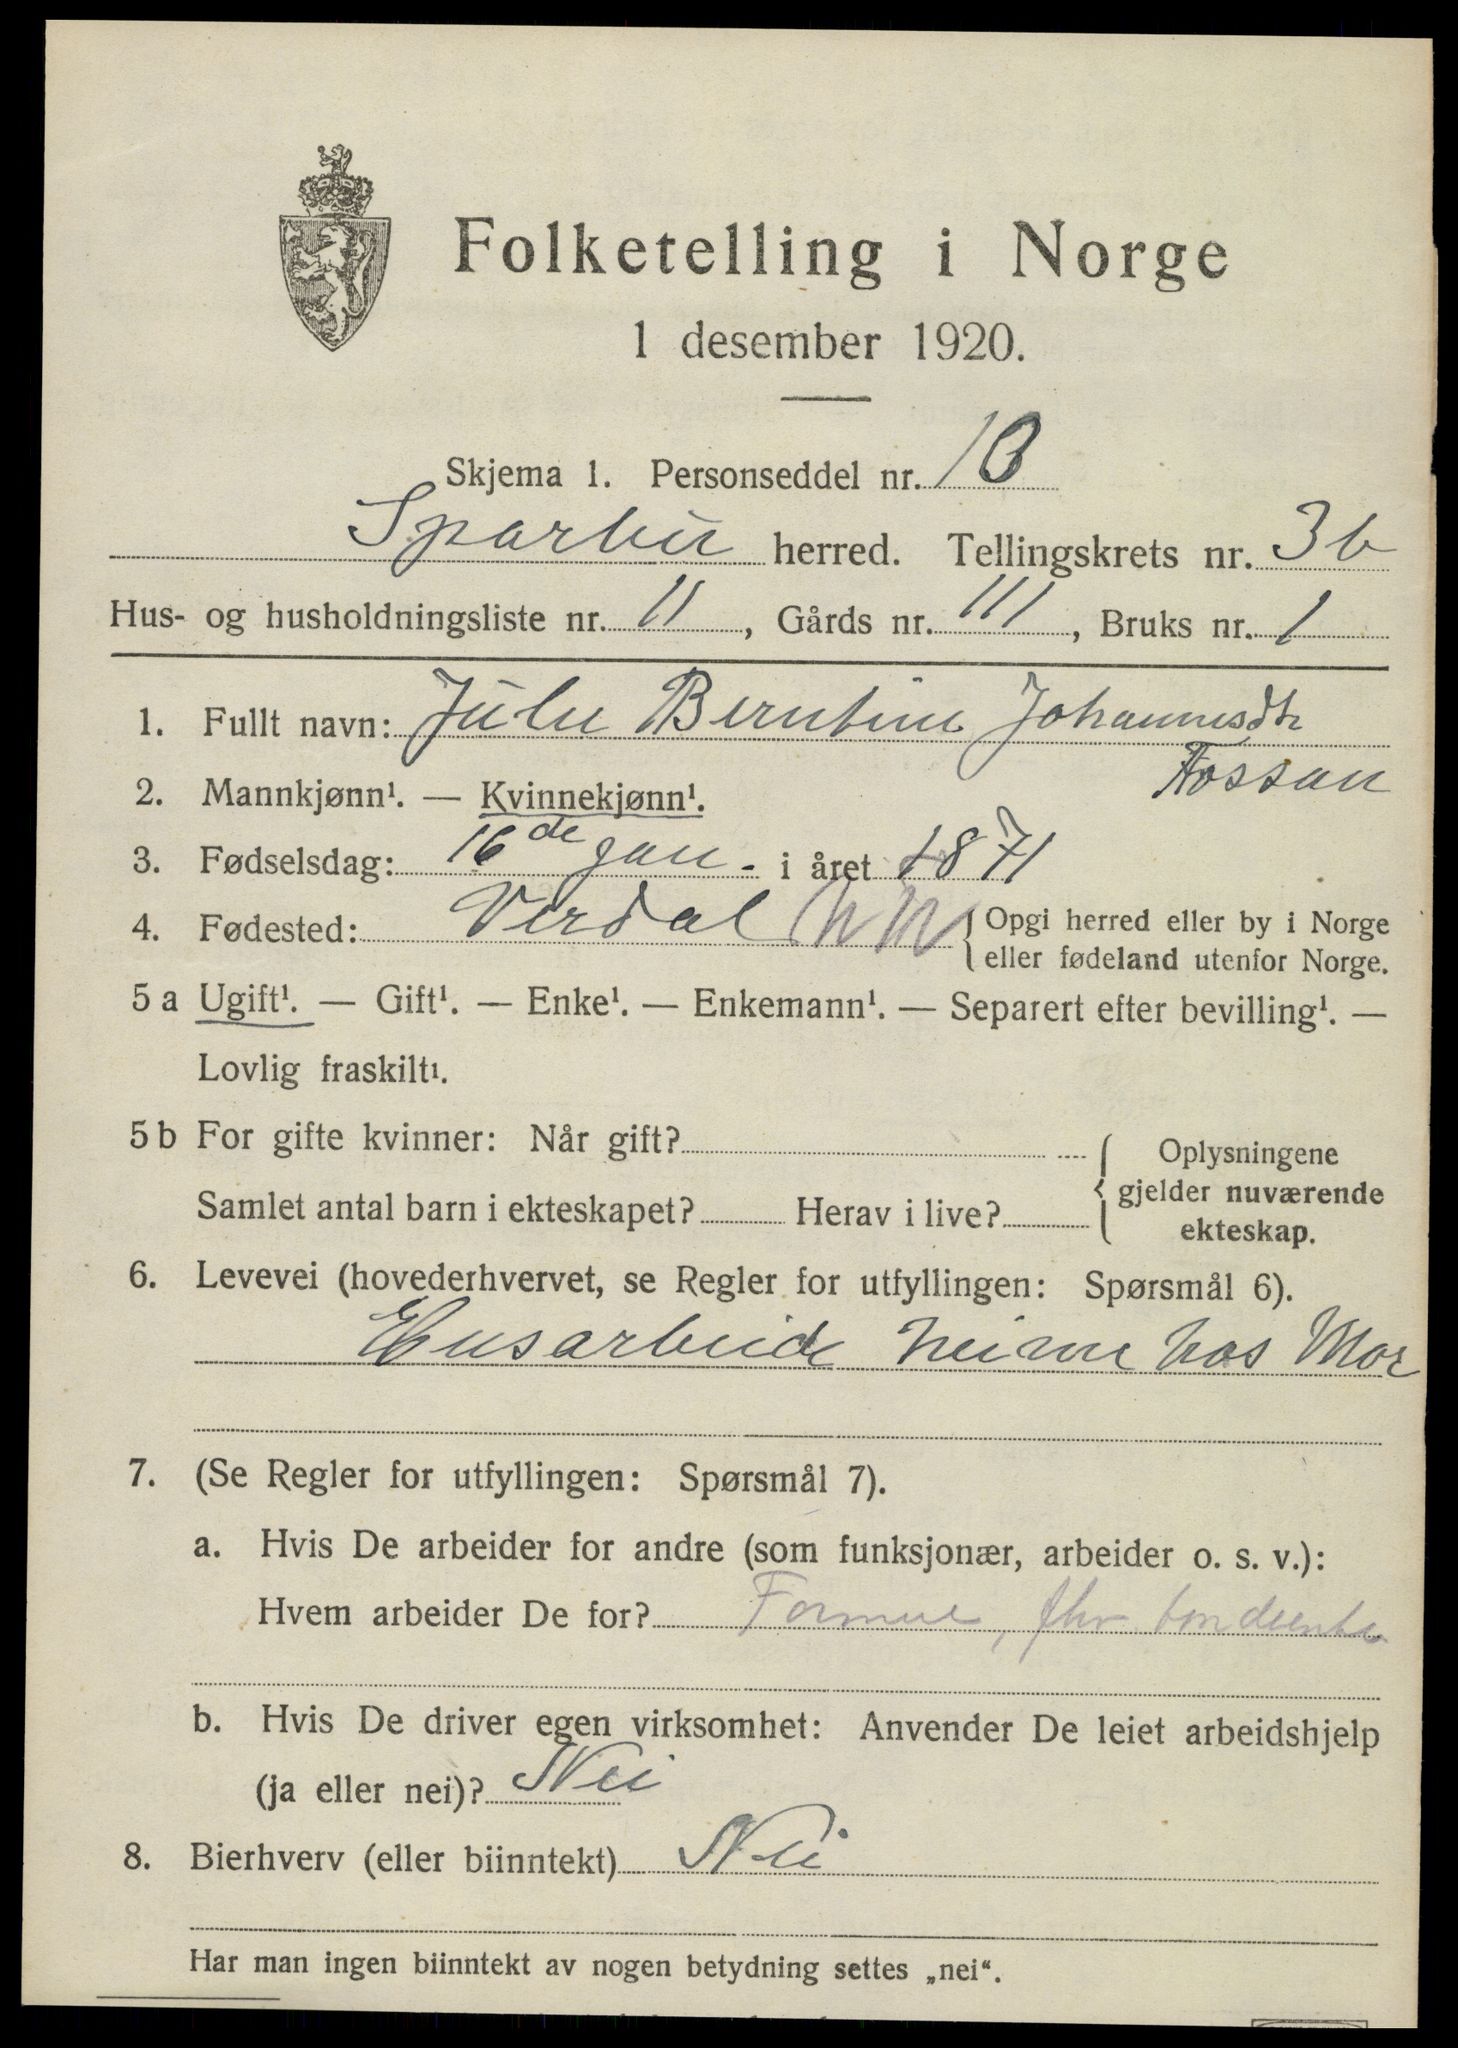 Folketelling i Norge
1 desember 1920.
Skjema 1. Personseddel nr. 10
Sparbu herred. Tellingskrets nr. 3b
Hus- og husholdningsliste nr. 11, Gårds nr. 111, Bruks nr. 1
1. Fullt navn: Julie Berntine Johannesdtr
Fossan
2. Mannkjønn¹. — Kvinnekjønn¹.
3. Fødselsdag: 16de jan. i året 1871
4. Fødested: Verdal {Opgi herred eller by i Norge
eller fødeland utenfor Norge.
5 a Ugift¹. — Gift¹. — Enke¹. — Enkemann¹. — Separert efter bevilling¹. —
Lovlig fraskilt¹.
5 b For gifte kvinner: Når gift? { Oplysningene
gjelder nuværende
Samlet antal barn i ekteskapet? Herav i live?
ekteskap.
6. Levevei (hovederhvervet, se Regler for utfyllingen: Spørsmål 6).
Husarbeide heime hos Mor
7. (Se Regler for utfyllingen: Spørsmål 7).
a. Hvis De arbeider for andre (som funksjonær, arbeider o. s. v.):
Hvem arbeider De for? Formue, fhv
b. Hvis De driver egen virksomhet: Anvender De leiet arbeidshjelp
(ja eller nei)? Nei
8. Bierhverv (eller biinntekt) Nei
Har man ingen biinntekt av nogen betydning settes „nei“.